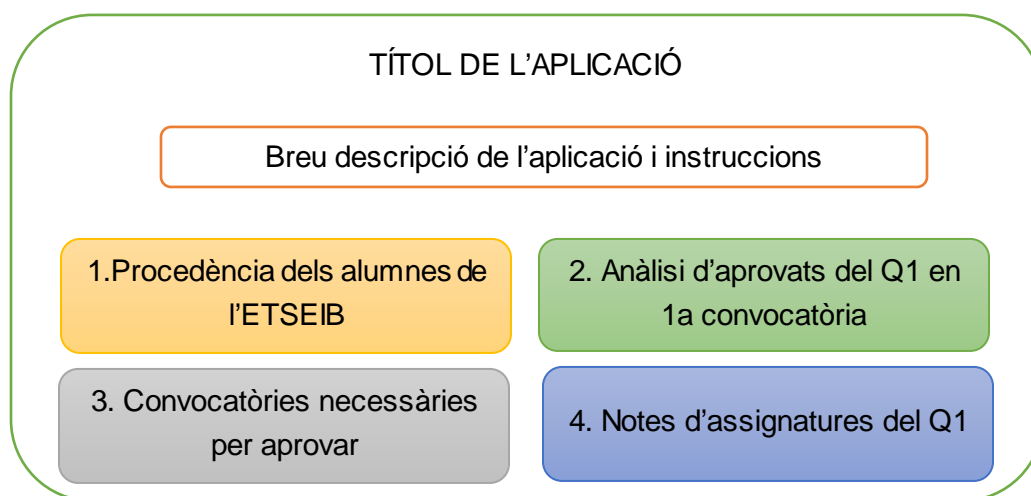 TÍTOL DE L’APLICACIÓ
Breu descripció de l’aplicació i instruccions
1.Procedència dels alumnes de
l’ETSEIB
2. Anàlisi d’aprovats del Q1 en
1a convocatòria
3. Convocatòries necessàries
per aprovar
4. Notes d’assignatures del Q1